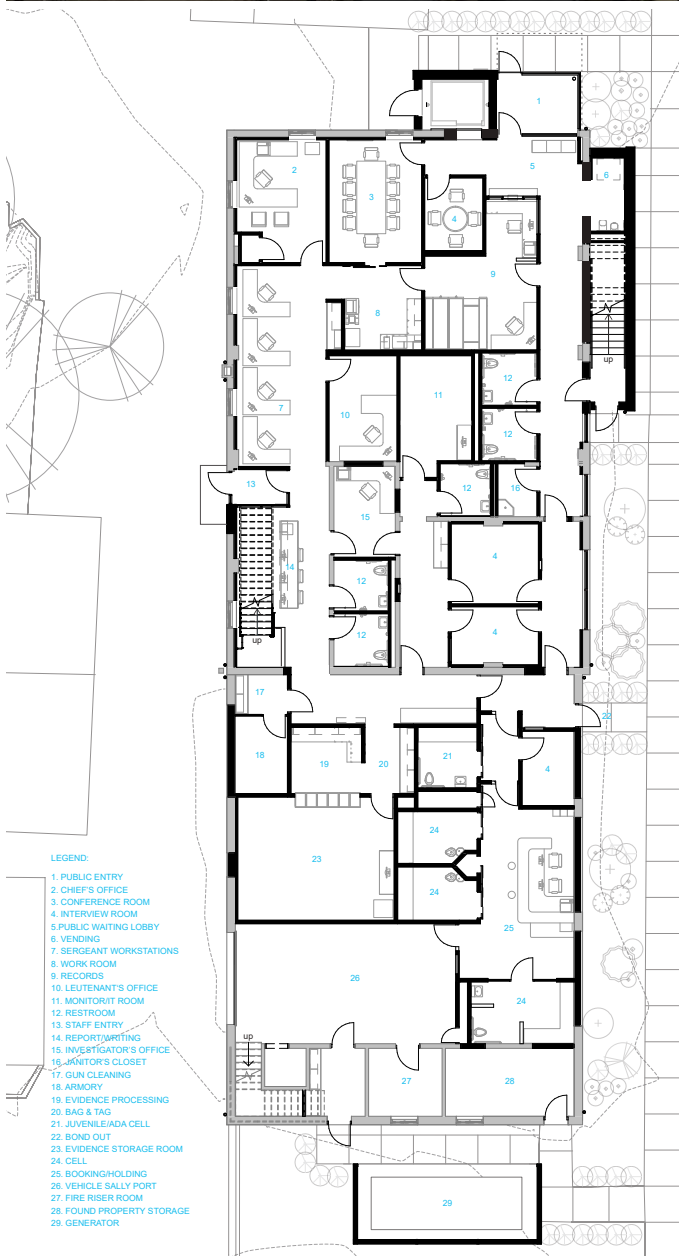 1
2
3
5
6
4
9
8
up
12
11
7
10
12
12
16
13
15
14
4
12
12
4
up
17
22
18
19
20
21
4
24
23
24
25
26
24
up
27
28
29
LEGEND:
1. PUBLIC ENTRY
2. CHIEF'S OFFICE
3. CONFERENCE ROOM
4. INTERVIEW ROOM
5.PUBLIC WAITING LOBBY
6. VENDING
7. SERGEANT WORKSTATIONS
8. WORK ROOM
9. RECORDS
10. LEUTENANT'S OFFICE
11. MONITOR/IT ROOM
12. RESTROOM
13. STAFF ENTRY
14. REPORT/WRITING
15. INVESTIGATOR'S OFFICE
16. JANITOR'S CLOSET
17. GUN CLEANING
18. ARMORY
19. EVIDENCE PROCESSING
20. BAG & TAG
21. JUVENILE/ADA CELL
22. BOND OUT
23. EVIDENCE STORAGE ROOM
24. CELL
25. BOOKING/HOLDING
26. VEHICLE SALLY PORT
27. FIRE RISER ROOM
28. FOUND PROPERTY STORAGE
29. GENERATOR